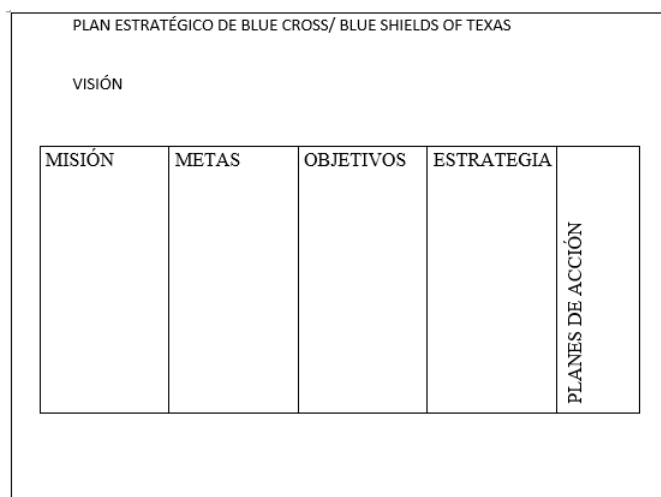 PLAN ESTRATÉGICO DE BLUE CROSS/ BLUE SHIELDS OF TEXAS
VISIÓN
MISIÓN METAS OBJETIVOS ESTRATEGIA
PLANES DE ACCIÓN